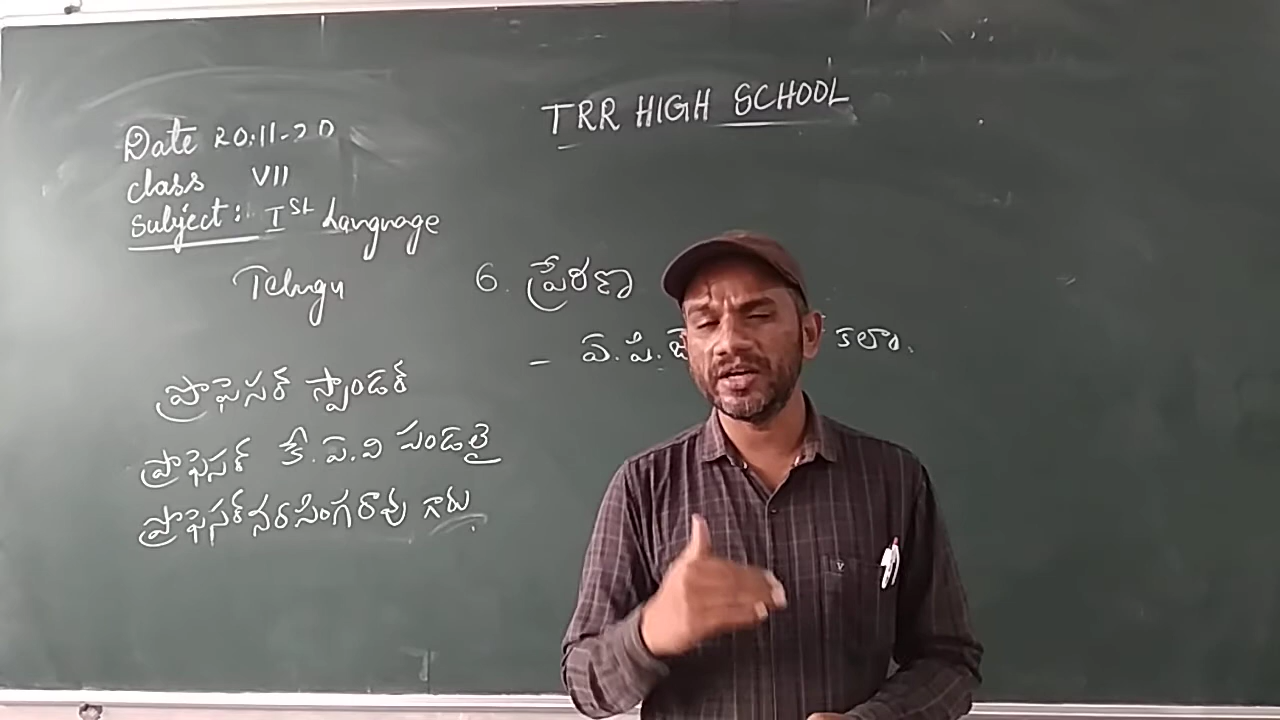 TRR HIGH SCHOOL
Date 20.11-20
class VII
Subject: Ist Language
Telugu
6. ప్రేరణ
- ఏ.పి.జె కలాం.
ప్రొఫెసర్ స్పాండర్
ప్రొఫెసర్ కే.ఏ.వి పండలై
ప్రొఫెసర్ నరసింగరావు గారు.